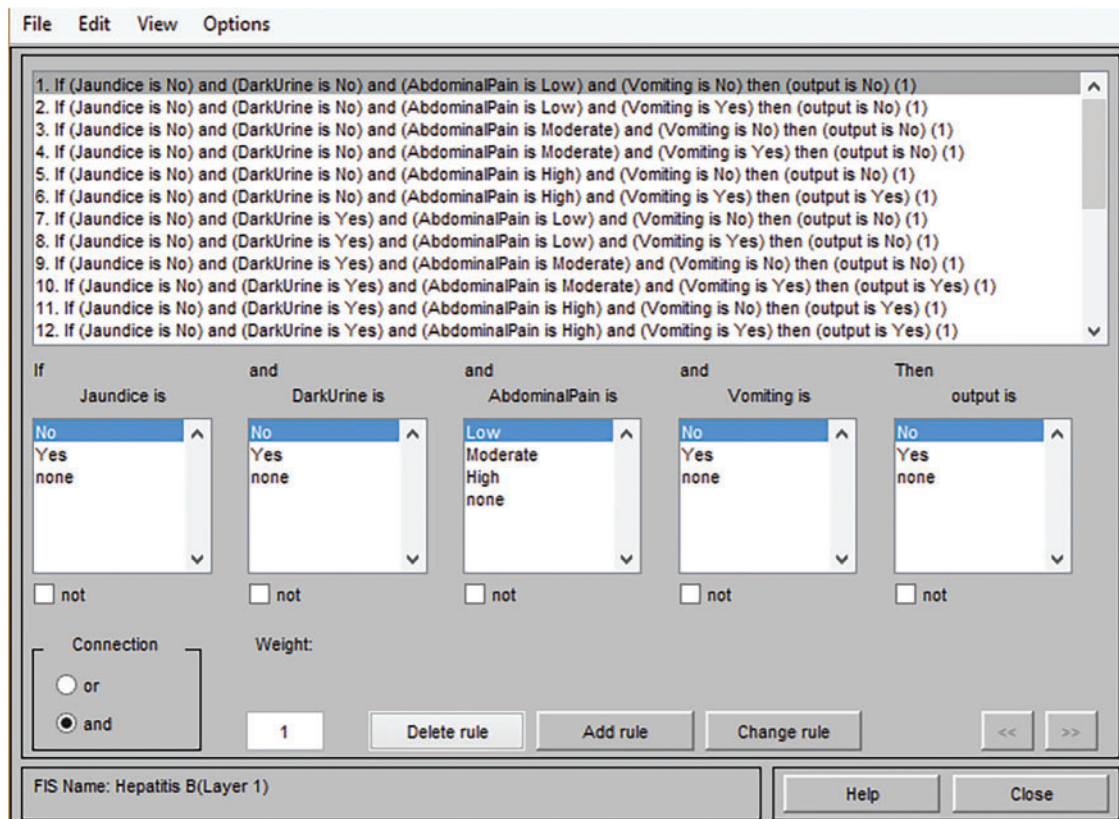 File Edit View Options
1. If (Jaundice is No) and (DarkUrine is No) and (AbdominalPain is Low) and (Vomiting is No) then (output is No) (1)
2. If (Jaundice is No) and (DarkUrine is No) and (AbdominalPain is Low) and (Vomiting is Yes) then (output is No) (1)
3. If (Jaundice is No) and (DarkUrine is No) and (AbdominalPain is Moderate) and (Vomiting is No) then (output is No) (1)
4. If (Jaundice is No) and (DarkUrine is No) and (AbdominalPain is Moderate) and (Vomiting is Yes) then (output is No) (1)
5. If (Jaundice is No) and (DarkUrine is No) and (AbdominalPain is High) and (Vomiting is No) then (output is No) (1)
6. If (Jaundice is No) and (DarkUrine is No) and (AbdominalPain is High) and (Vomiting is Yes) then (output is Yes) (1)
7. If (Jaundice is No) and (DarkUrine is Yes) and (AbdominalPain is Low) and (Vomiting is No) then (output is No) (1)
8. If (Jaundice is No) and (DarkUrine is Yes) and (AbdominalPain is Low) and (Vomiting is Yes) then (output is No) (1)
9. If (Jaundice is No) and (DarkUrine is Yes) and (AbdominalPain is Moderate) and (Vomiting is No) then (output is No) (1)
10. If (Jaundice is No) and (DarkUrine is Yes) and (AbdominalPain is Moderate) and (Vomiting is Yes) then (output is Yes) (1)
11. If (Jaundice is No) and (DarkUrine is Yes) and (AbdominalPain is High) and (Vomiting is No) then (output is Yes) (1)
12. If (Jaundice is No) and (DarkUrine is Yes) and (AbdominalPain is High) and (Vomiting is Yes) then (output is Yes) (1)
If and and and Then
Jaundice is DarkUrine is AbdominalPain is Vomiting is output is
No No Low No No
Yes Yes Moderate Yes Yes
none none High none none
none
not not not not not
Connection Weight:
or
and 1 Delete rule Add rule Change rule << >>
FIS Name: Hepatitis B(Layer 1) Help Close